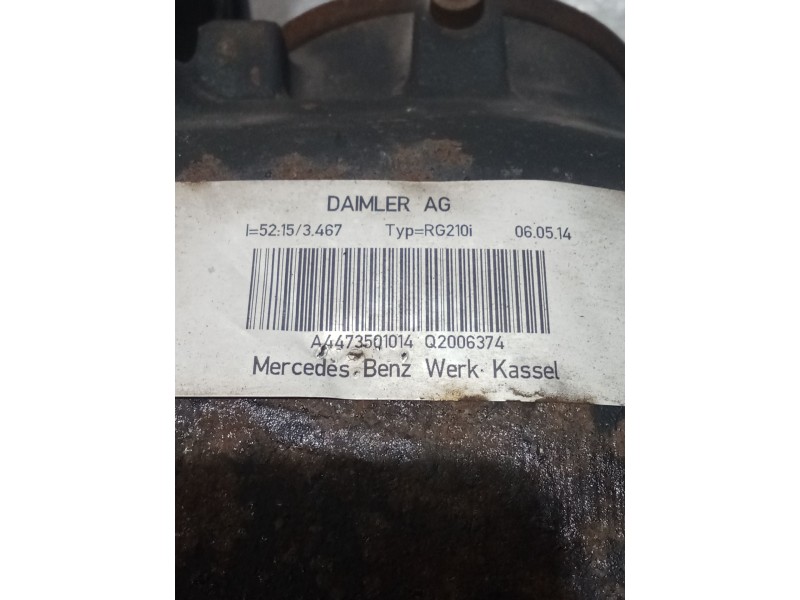 DAIMLER AG
I=52:15/3.467 Typ=RG210i 06.05.14
A4473501014 Q2006374
Mercedes-Benz Werk Kassel